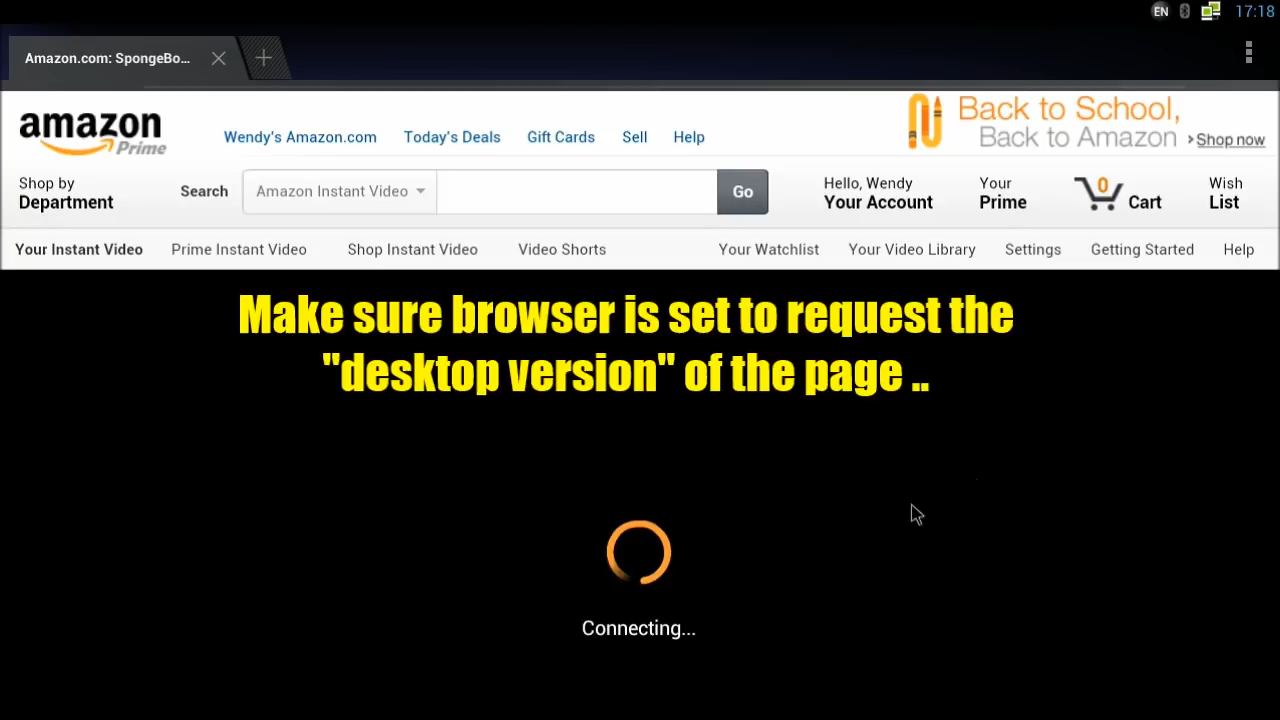 EN 17:18
Amazon.com: SpongeBo...
amazon Prime
Wendy's Amazon.com Today's Deals Gift Cards Sell Help
Back to School,
Back to Amazon › Shop now
Shop by
Department
Search Amazon Instant Video Go
Hello, Wendy
Your Account
Your
Prime
0 Cart
Wish
List
Your Instant Video Prime Instant Video Shop Instant Video Video Shorts Your Watchlist Your Video Library Settings Getting Started Help
Make sure browser is set to request the
"desktop version" of the page ..
Connecting...